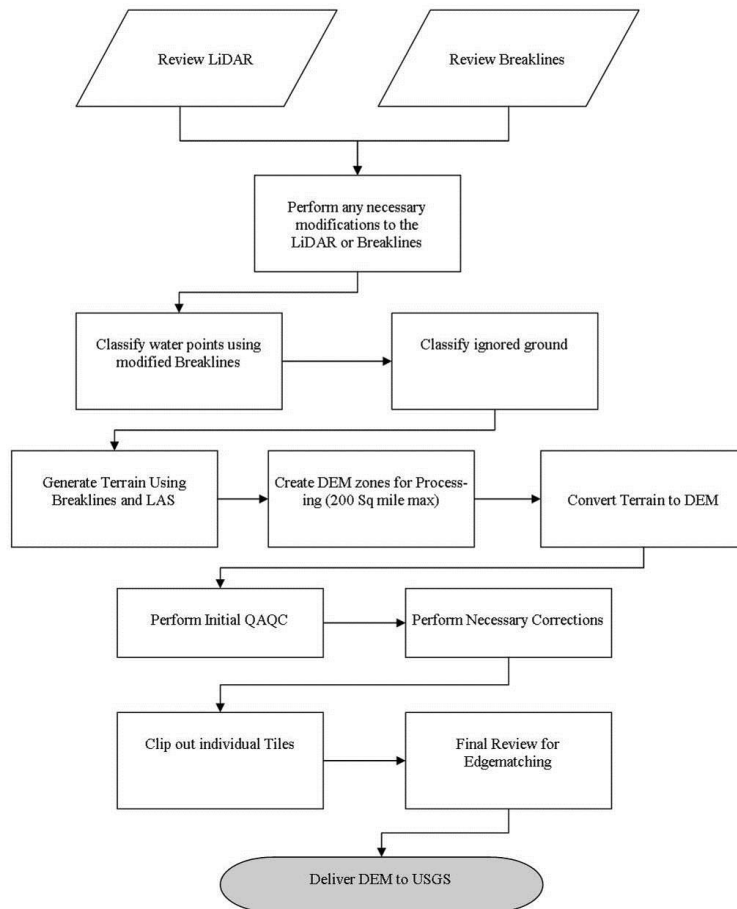 Review LiDAR
Review Breaklines
Perform any necessary
modifications to the
LiDAR or Breaklines
Classify water points using
modified Breaklines
Classify ignored ground
Generate Terrain Using
Breaklines and LAS
Create DEM zones for Process-
ing (200 Sq mile max)
Convert Terrain to DEM
Perform Initial QAQC
Perform Necessary Corrections
Clip out individual Tiles
Final Review for
Edgematching
Deliver DEM to USGS